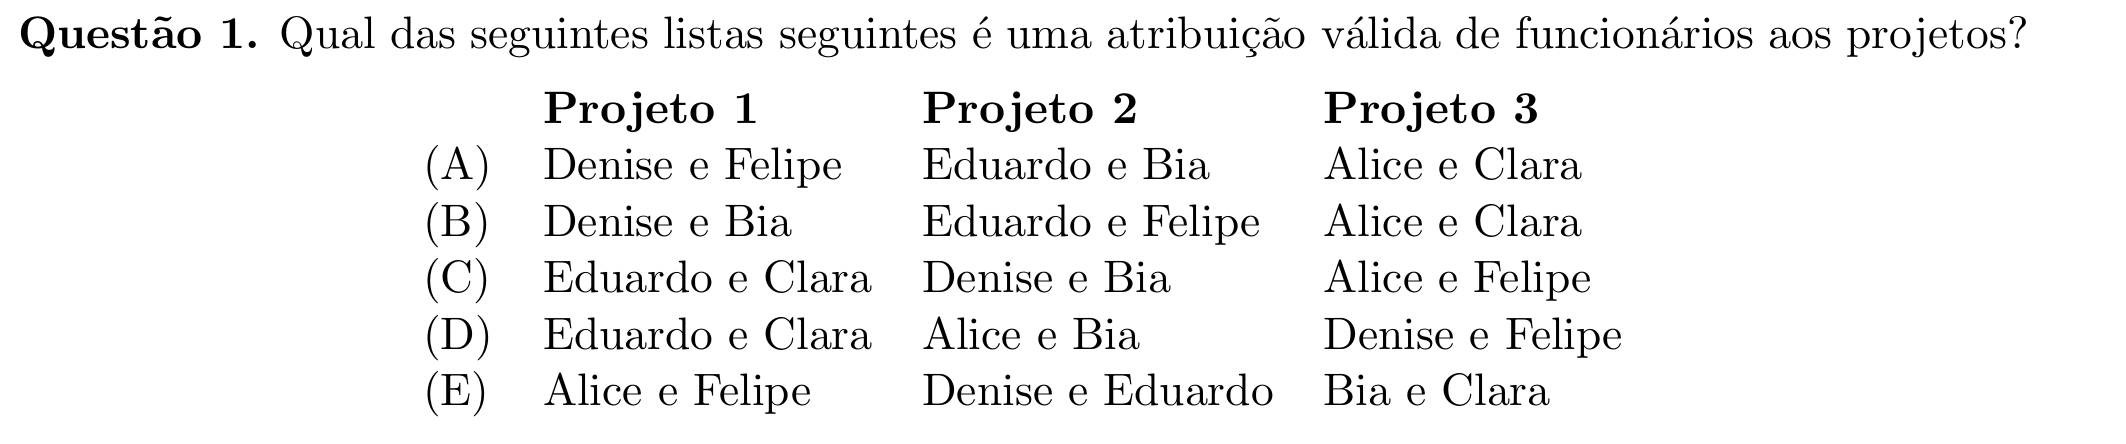 Questão 1. Qual das seguintes listas seguintes é uma atribuição válida de funcionários aos projetos?
Projeto 1 Projeto 2 Projeto 3
(A) Denise e Felipe Eduardo e Bia Alice e Clara
(B) Denise e Bia Eduardo e Felipe Alice e Clara
(C) Eduardo e Clara Denise e Bia Alice e Felipe
(D) Eduardo e Clara Alice e Bia Denise e Felipe
(E) Alice e Felipe Denise e Eduardo Bia e Clara